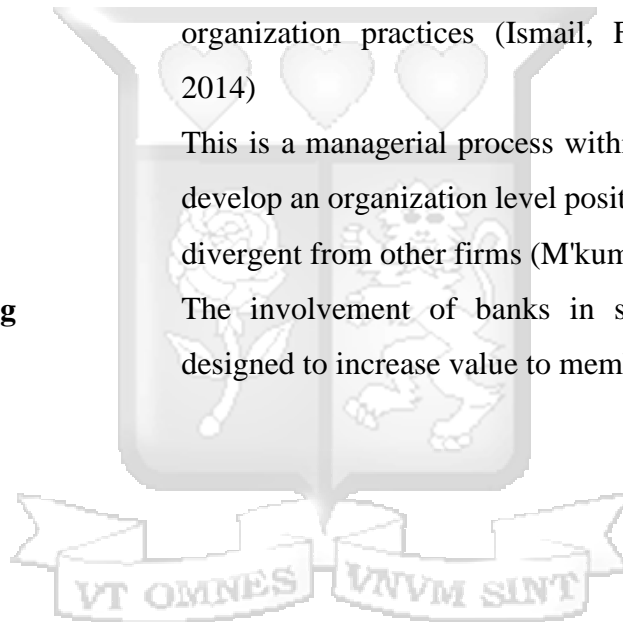 organization practices (Ismail, F
2014)
This is a managerial process with
develop an organization level posit
divergent from other firms (M'kum
g The involvement of banks in s
designed to increase value to mem
VT OMNES VNVM SINT